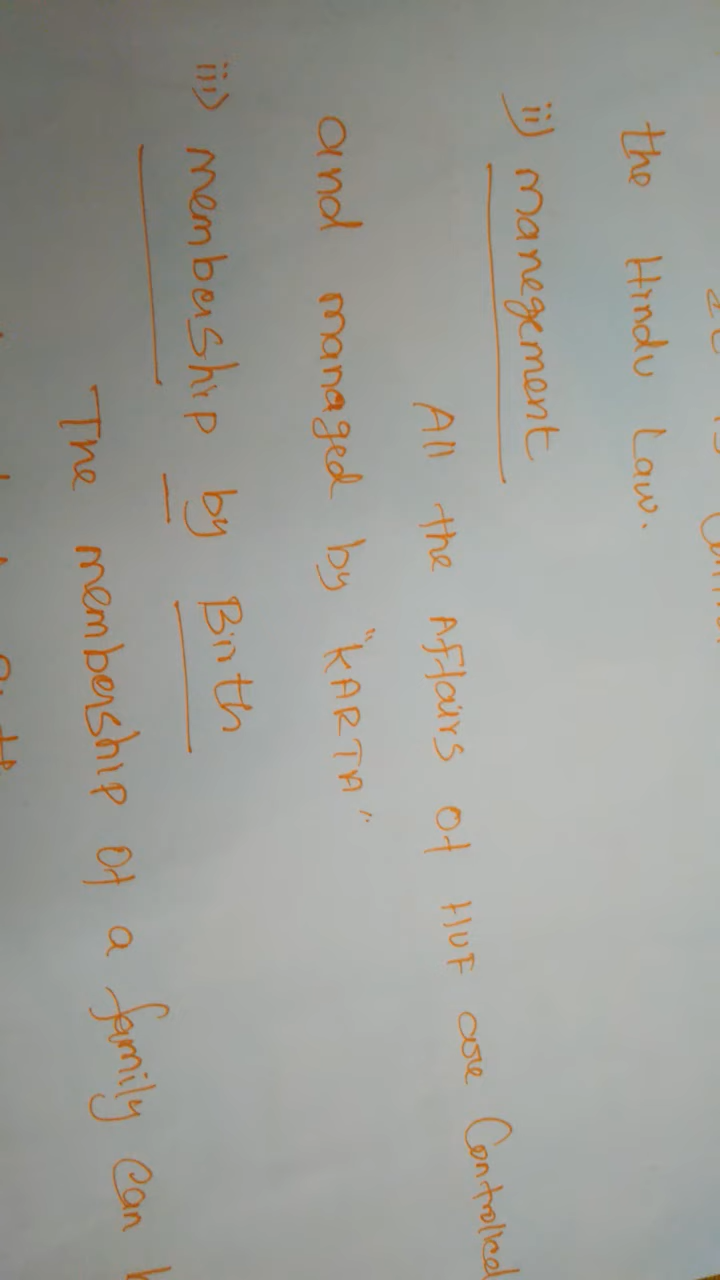 the Hindu Law.
ii) manegement
All the Affairs of HUF are Controlled
and managed by "KARTA"
iii) membership by Birth
The membership of a family can